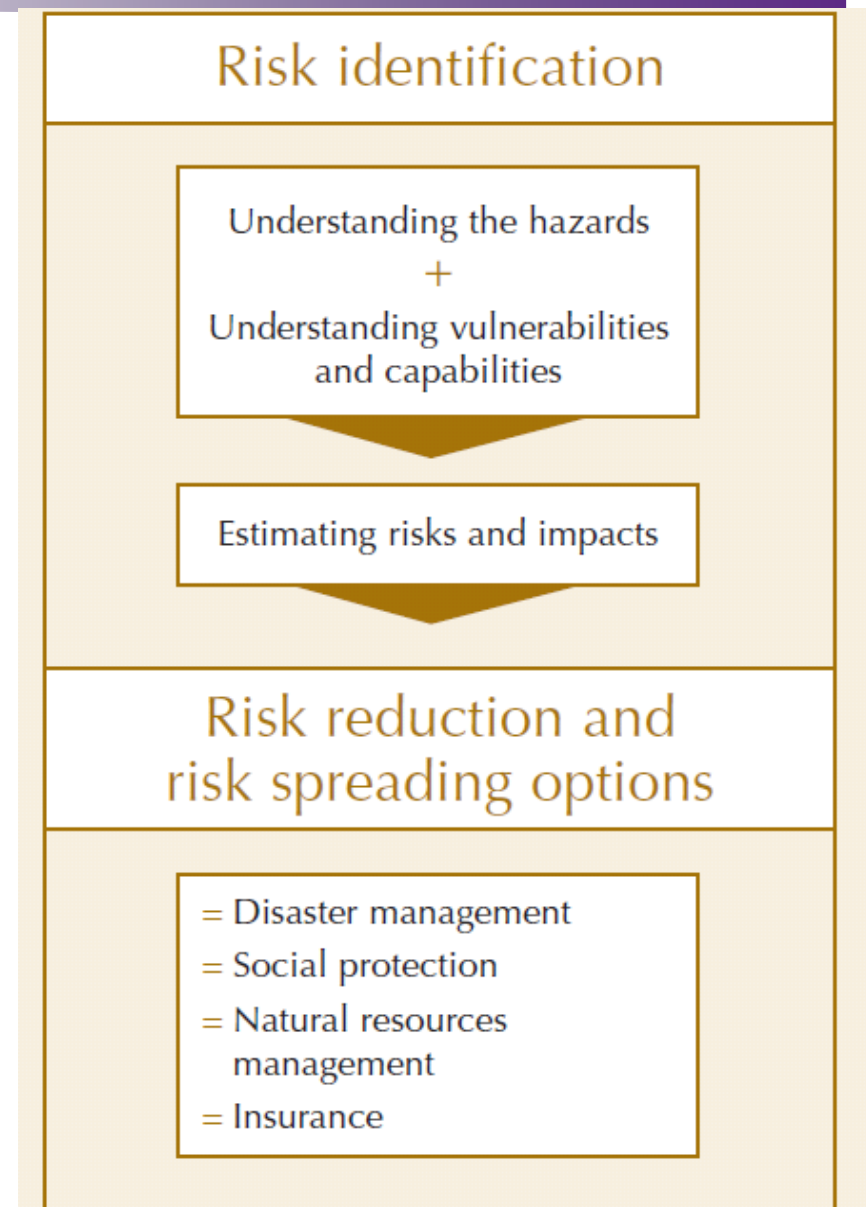 Risk identification
Understanding the hazards
+
Understanding vulnerabilities
and capabilities
Estimating risks and impacts
Risk reduction and
risk spreading options
= Disaster management
= Social protection
= Natural resources
management
= Insurance